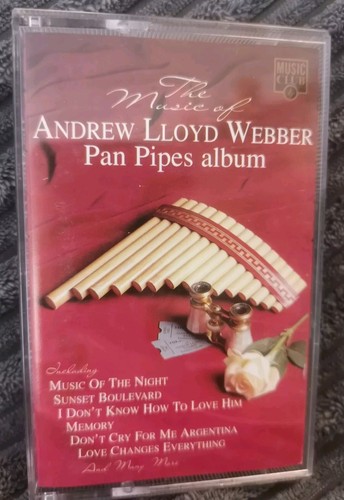 MUSIC
CLUB
The
Music of
ANDREW LLOYD WEBBER
Pan Pipes album
Including
MUSIC OF THE NIGHT
SUNSET BOULEVARD
I DON'T KNOW HOW TO LOVE HIM
MEMORY
DON'T CRY FOR ME ARGENTINA
LOVE CHANGES EVERYTHING
And Many More